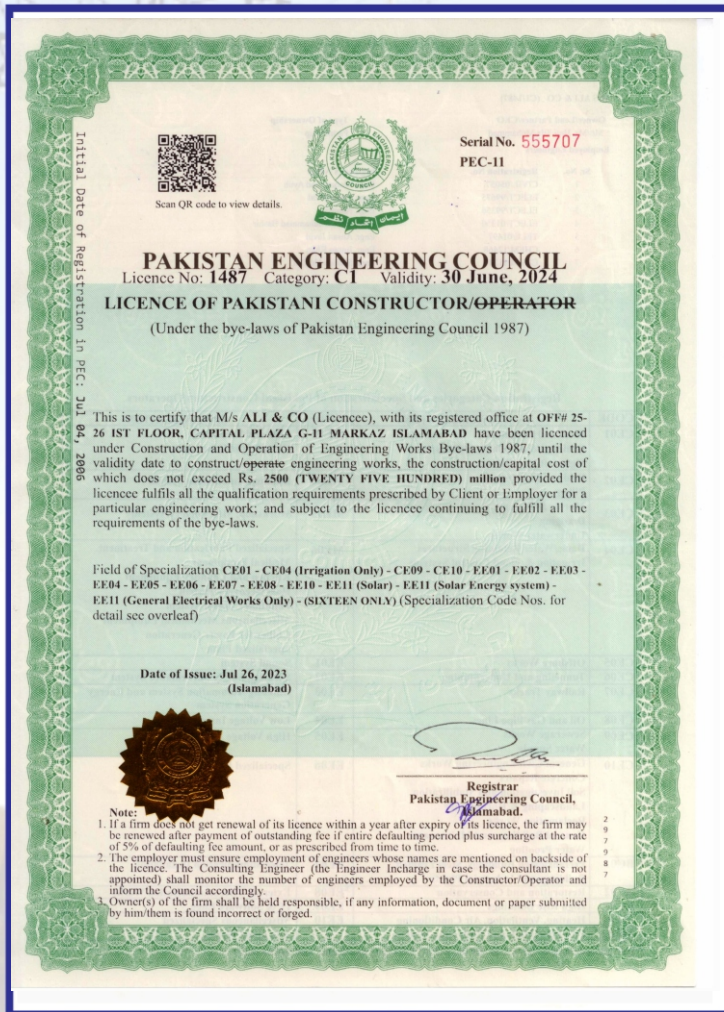 Initial Date of Registration in PEC: Jul 04, 2006
Scan QR code to view details.
PAKISTAN ENGINEERING
COUNCIL
ایمان اتحاد نظم
Serial No. 555707
PEC-11
PAKISTAN ENGINEERING COUNCIL
Licence No: 1487 Category: C1 Validity: 30 June, 2024
LICENCE OF PAKISTANI CONSTRUCTOR/OPERATOR
(Under the bye-laws of Pakistan Engineering Council 1987)
This is to certify that M/s ALI & CO (Licencee), with its registered office at OFF# 25-
26 IST FLOOR, CAPITAL PLAZA G-11 MARKAZ ISLAMABAD have been licenced
under Construction and Operation of Engineering Works Bye-laws 1987, until the
validity date to construct/operate engineering works, the construction/capital cost of
which does not exceed Rs. 2500 (TWENTY FIVE HUNDRED) million provided the
licencee fulfils all the qualification requirements prescribed by Client or Employer for a
particular engineering work; and subject to the licencee continuing to fulfill all the
requirements of the bye-laws.
Field of Specialization CE01 - CE04 (Irrigation Only) - CE09 - CE10 - EE01 - EE02 - EE03 -
EE04 - EE05 - EE06 - EE07 - EE08 - EE10 - EE11 (Solar) - EE11 (Solar Energy system) -
EE11 (General Electrical Works Only) - (SIXTEEN ONLY) (Specialization Code Nos. for
detail see overleaf)
Date of Issue: Jul 26, 2023
(Islamabad)
Registrar
Pakistan Engineering Council,
Islamabad.
Note:
1. If a firm does not get renewal of its licence within a year after expiry of its licence, the firm may
be renewed after payment of outstanding fee if entire defaulting period plus surcharge at the rate
of 5% of defaulting fee amount, or as prescribed from time to time.
2. The employer must ensure employment of engineers whose names are mentioned on backside of
the licence. The Consulting Engineer (the Engineer Incharge in case the consultant is not
appointed) shall monitor the number of engineers employed by the Constructor/Operator and
inform the Council accordingly.
3. Owner(s) of the firm shall be held responsible, if any information, document or paper submitted
by him/them is found incorrect or forged.
297987